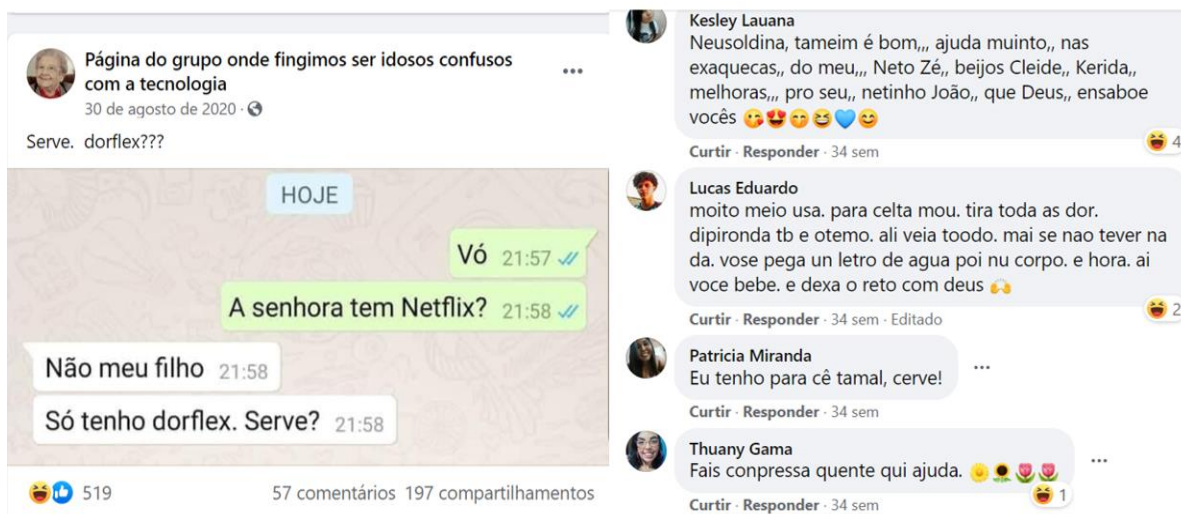 Página do grupo onde fingimos ser idosos confusos
com a tecnologia
30 de agosto de 2020 ·
Serve. dorflex???
HOJE
Vó 21:57
A senhora tem Netflix? 21:58
Não meu filho 21:58
Só tenho dorflex. Serve? 21:58
519 57 comentários 197 compartilhamentos
Kesley Lauana
Neusoldina, tameim é bom,,, ajuda muinto,, nas
exaquecas,, do meu,,, Neto Zé,, beijos Cleide,, Kerida,,
melhoras,,, pro seu,, netinho João,, que Deus,, ensaboe
vocês 😘😍😙😆💙😊
Curtir · Responder · 34 sem
4
Lucas Eduardo
moito meio usa. para celta mou. tira toda as dor.
dipironda tb e otemo. ali veia toodo. mai se nao tever na
da. vose pega un letro de agua poi nu corpo. e hora. ai
voce bebe. e dexa o reto com deus 🙌
Curtir · Responder · 34 sem · Editado
2
Patricia Miranda
Eu tenho para cê tamal, cerve!
Curtir · Responder · 34 sem
Thuany Gama
Fais conpressa quente qui ajuda. 🌼🌻🌷🌷
1
Curtir · Responder · 34 sem